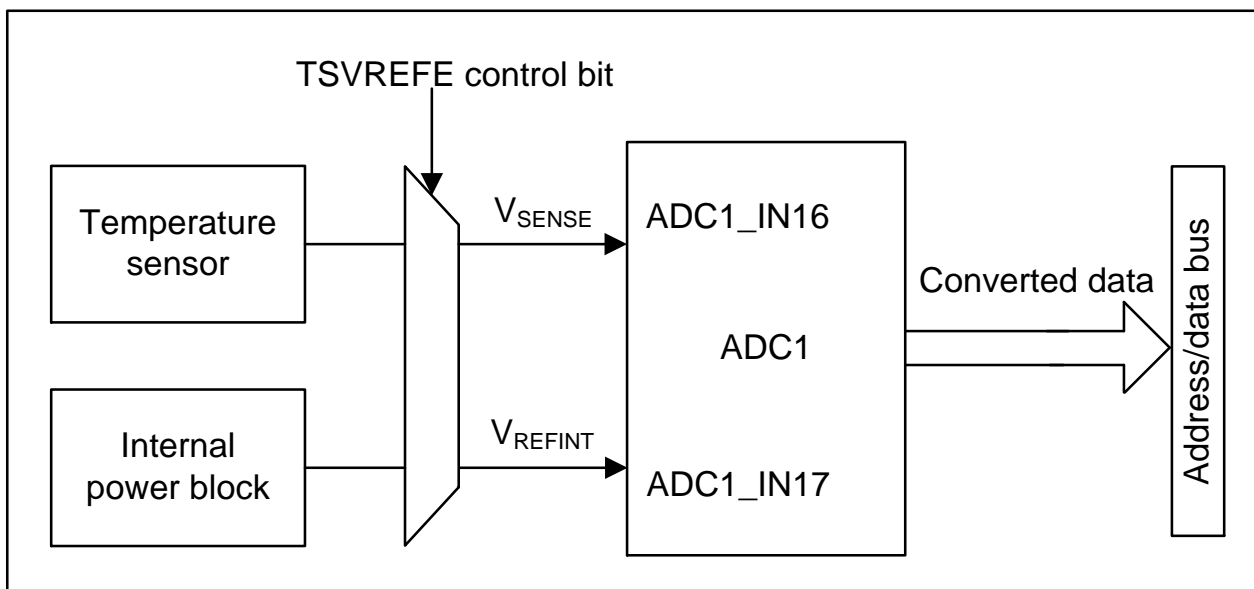 TSVREFE control bit
Temperature
sensor
VSENSE
ADC1_IN16
Converted data
ADC1
Internal
power block
VREFINT
ADC1_IN17
Address/data bus